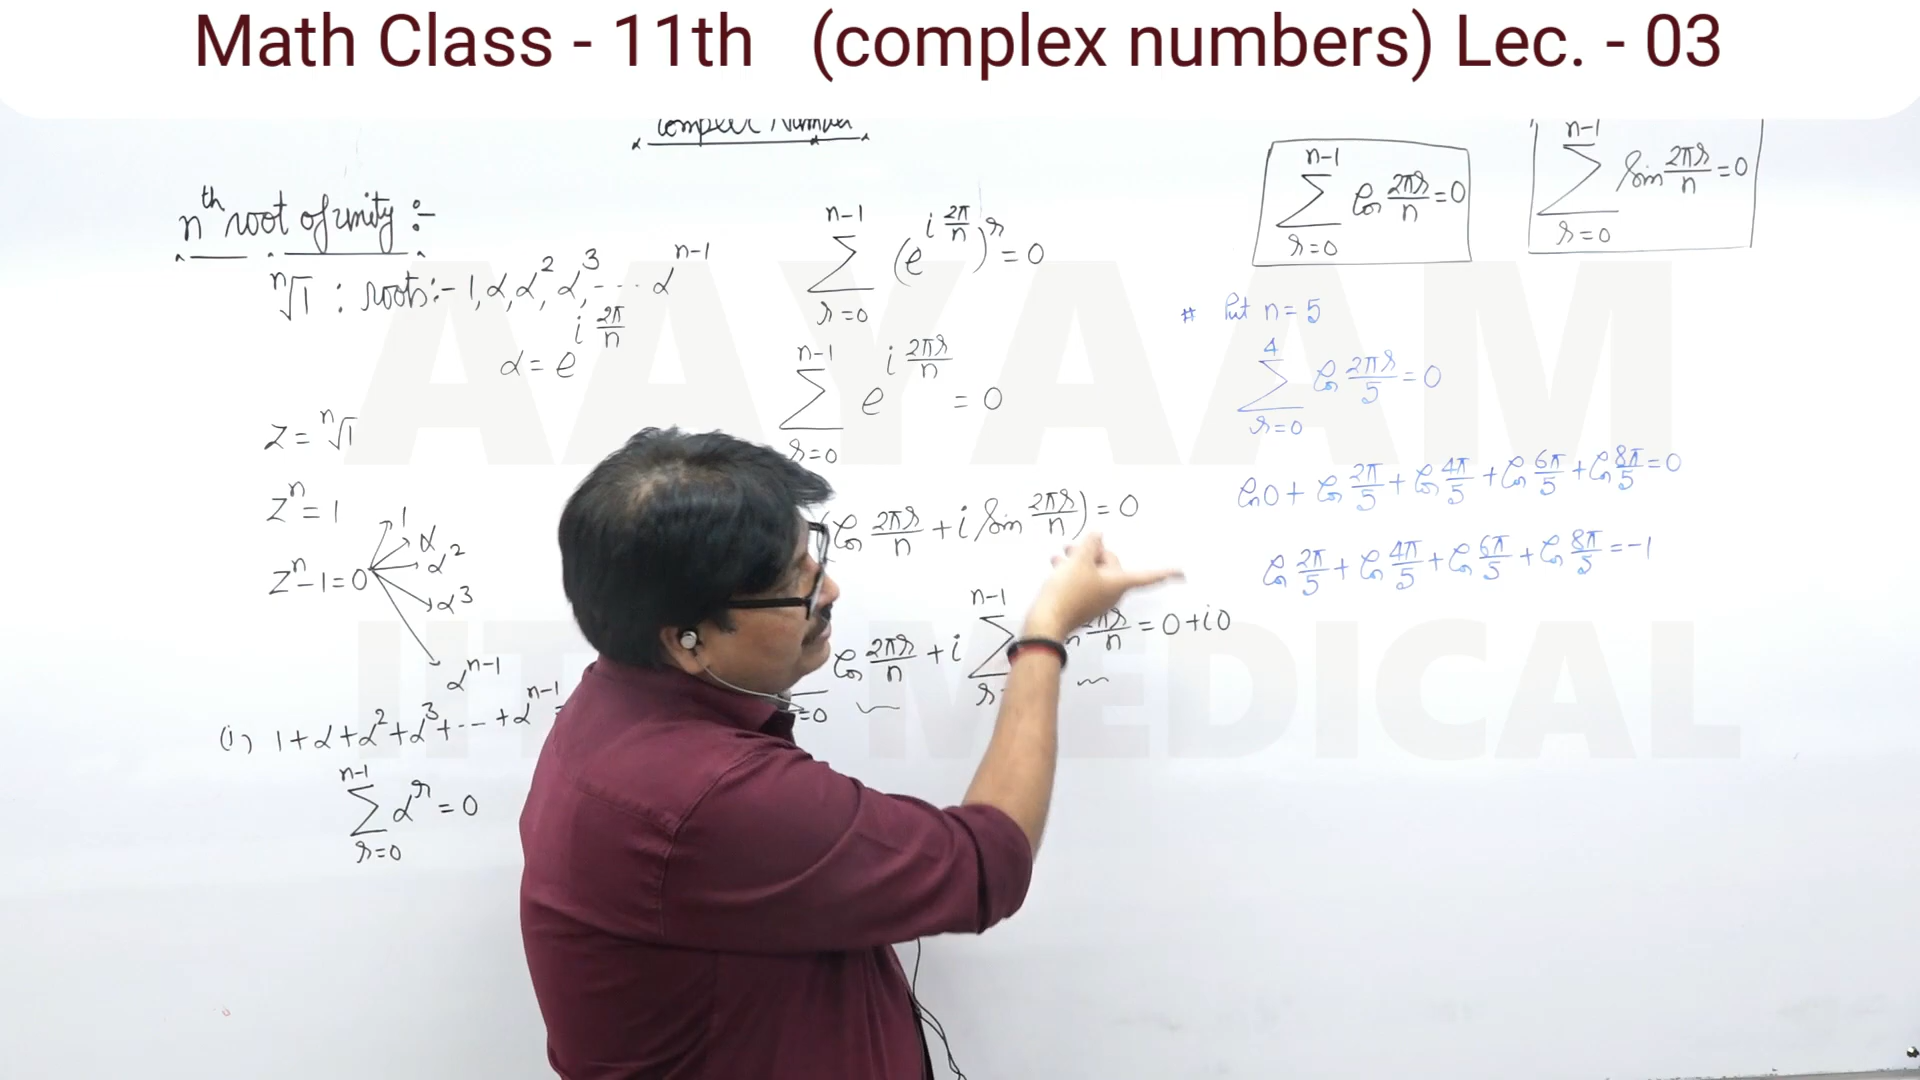 Math Class - 11th (complex numbers) Lec. - 03
Complex Number
nth root of unity :-
ⁿ√1 : roots:- 1, α, α², α³, ---- αⁿ⁻¹
α = e^(i 2π/n)
z = ⁿ√1
zⁿ = 1
zⁿ-1 = 0
1
α
α²
α³
αⁿ⁻¹
(i) 1+α+α²+α³+---+αⁿ⁻¹=
n-1 ∑ r=0 αʳ = 0
n-1 ∑ r=0 (e^(i 2π/n))ʳ = 0
n-1 ∑ r=0 e^(i 2πr/n) = 0
(Cos 2πr/n + i Sin 2πr/n) = 0
r=0 Cos 2πr/n + i n-1 ∑ 2πr/n = 0+i0
n-1 ∑ r=0 Cos 2πr/n = 0
n-1 ∑ r=0 Sin 2πr/n = 0
# Put n = 5
4 ∑ r=0 Cos 2πr/5 = 0
Cos 0 + Cos 2π/5 + Cos 4π/5 + Cos 6π/5 + Cos 8π/5 = 0
Cos 2π/5 + Cos 4π/5 + Cos 6π/5 + Cos 8π/5 = -1
AAYAAM
MEDICAL